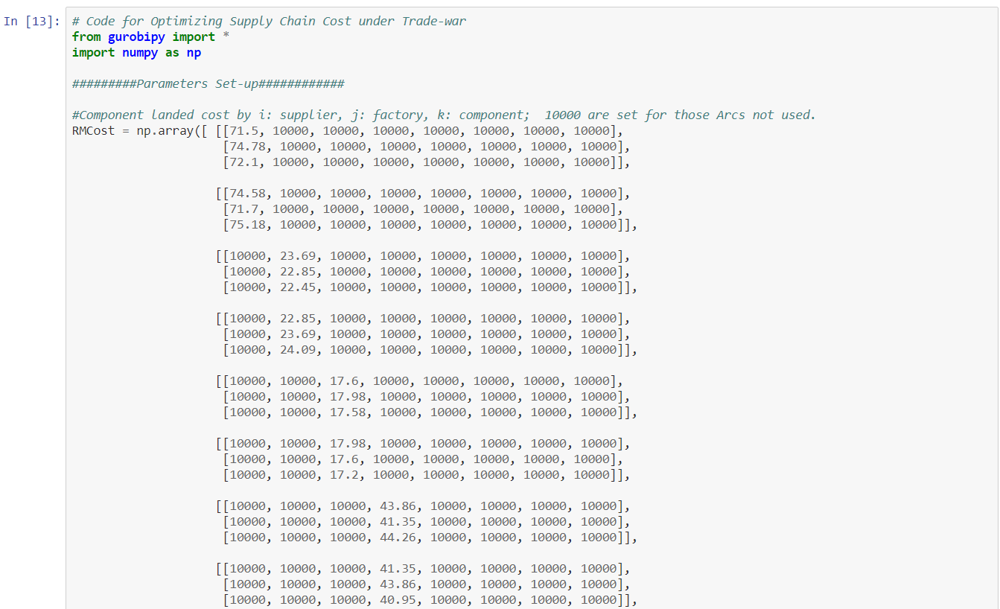 In [13]: # Code for Optimizing Supply Chain Cost under Trade-war
from gurobipy import *
import numpy as np
#########Parameters Set-up############
#Component landed cost by i: supplier, j: factory, k: component;  10000 are set for those Arcs not used.
RMCost = np.array([ [[71.5, 10000, 10000, 10000, 10000, 10000, 10000, 10000],
[74.78, 10000, 10000, 10000, 10000, 10000, 10000, 10000],
[72.1, 10000, 10000, 10000, 10000, 10000, 10000, 10000]],
[[74.58, 10000, 10000, 10000, 10000, 10000, 10000, 10000],
[71.7, 10000, 10000, 10000, 10000, 10000, 10000, 10000],
[75.18, 10000, 10000, 10000, 10000, 10000, 10000, 10000]],
[[10000, 23.69, 10000, 10000, 10000, 10000, 10000, 10000],
[10000, 22.85, 10000, 10000, 10000, 10000, 10000, 10000],
[10000, 22.45, 10000, 10000, 10000, 10000, 10000, 10000]],
[[10000, 22.85, 10000, 10000, 10000, 10000, 10000, 10000],
[10000, 23.69, 10000, 10000, 10000, 10000, 10000, 10000],
[10000, 24.09, 10000, 10000, 10000, 10000, 10000, 10000]],
[[10000, 10000, 17.6, 10000, 10000, 10000, 10000, 10000],
[10000, 10000, 17.98, 10000, 10000, 10000, 10000, 10000],
[10000, 10000, 17.58, 10000, 10000, 10000, 10000, 10000]],
[[10000, 10000, 17.98, 10000, 10000, 10000, 10000, 10000],
[10000, 10000, 17.6, 10000, 10000, 10000, 10000, 10000],
[10000, 10000, 17.2, 10000, 10000, 10000, 10000, 10000]],
[[10000, 10000, 10000, 43.86, 10000, 10000, 10000, 10000],
[10000, 10000, 10000, 41.35, 10000, 10000, 10000, 10000],
[10000, 10000, 10000, 44.26, 10000, 10000, 10000, 10000]],
[[10000, 10000, 10000, 41.35, 10000, 10000, 10000, 10000],
[10000, 10000, 10000, 43.86, 10000, 10000, 10000, 10000],
[10000, 10000, 10000, 40.95, 10000, 10000, 10000, 10000]],